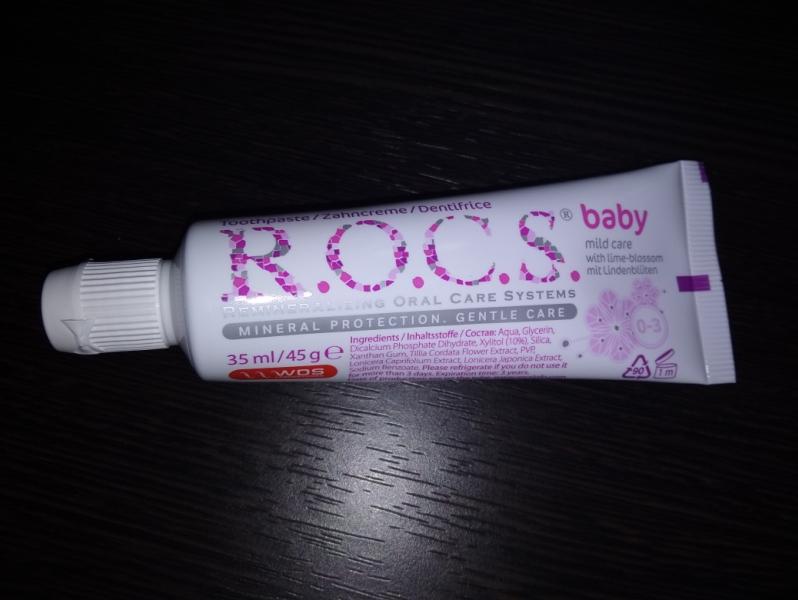 Toothpaste / Zahncreme / Dentifrice
R.O.C.S.® baby
mild care
with lime-blossom
mit Lindenblüten
REMINERALIZING ORAL CARE SYSTEMS
MINERAL PROTECTION. GENTLE CARE
0-3
35 ml/45 g ℮
WDS
Ingredients / Inhaltsstoffe / Состав: Aqua, Glycerin,
Dicalcium Phosphate Dihydrate, Xylitol (10%), Silica,
Xanthan Gum, Tillia Cordata Flower Extract, PVP,
Lonicera Caprifolium Extract, Lonicera Japonica Extract,
Sodium Benzoate. Please refrigerate if you do not use it
for more than 3 days. Expiration time: 3 years,
90
1 m